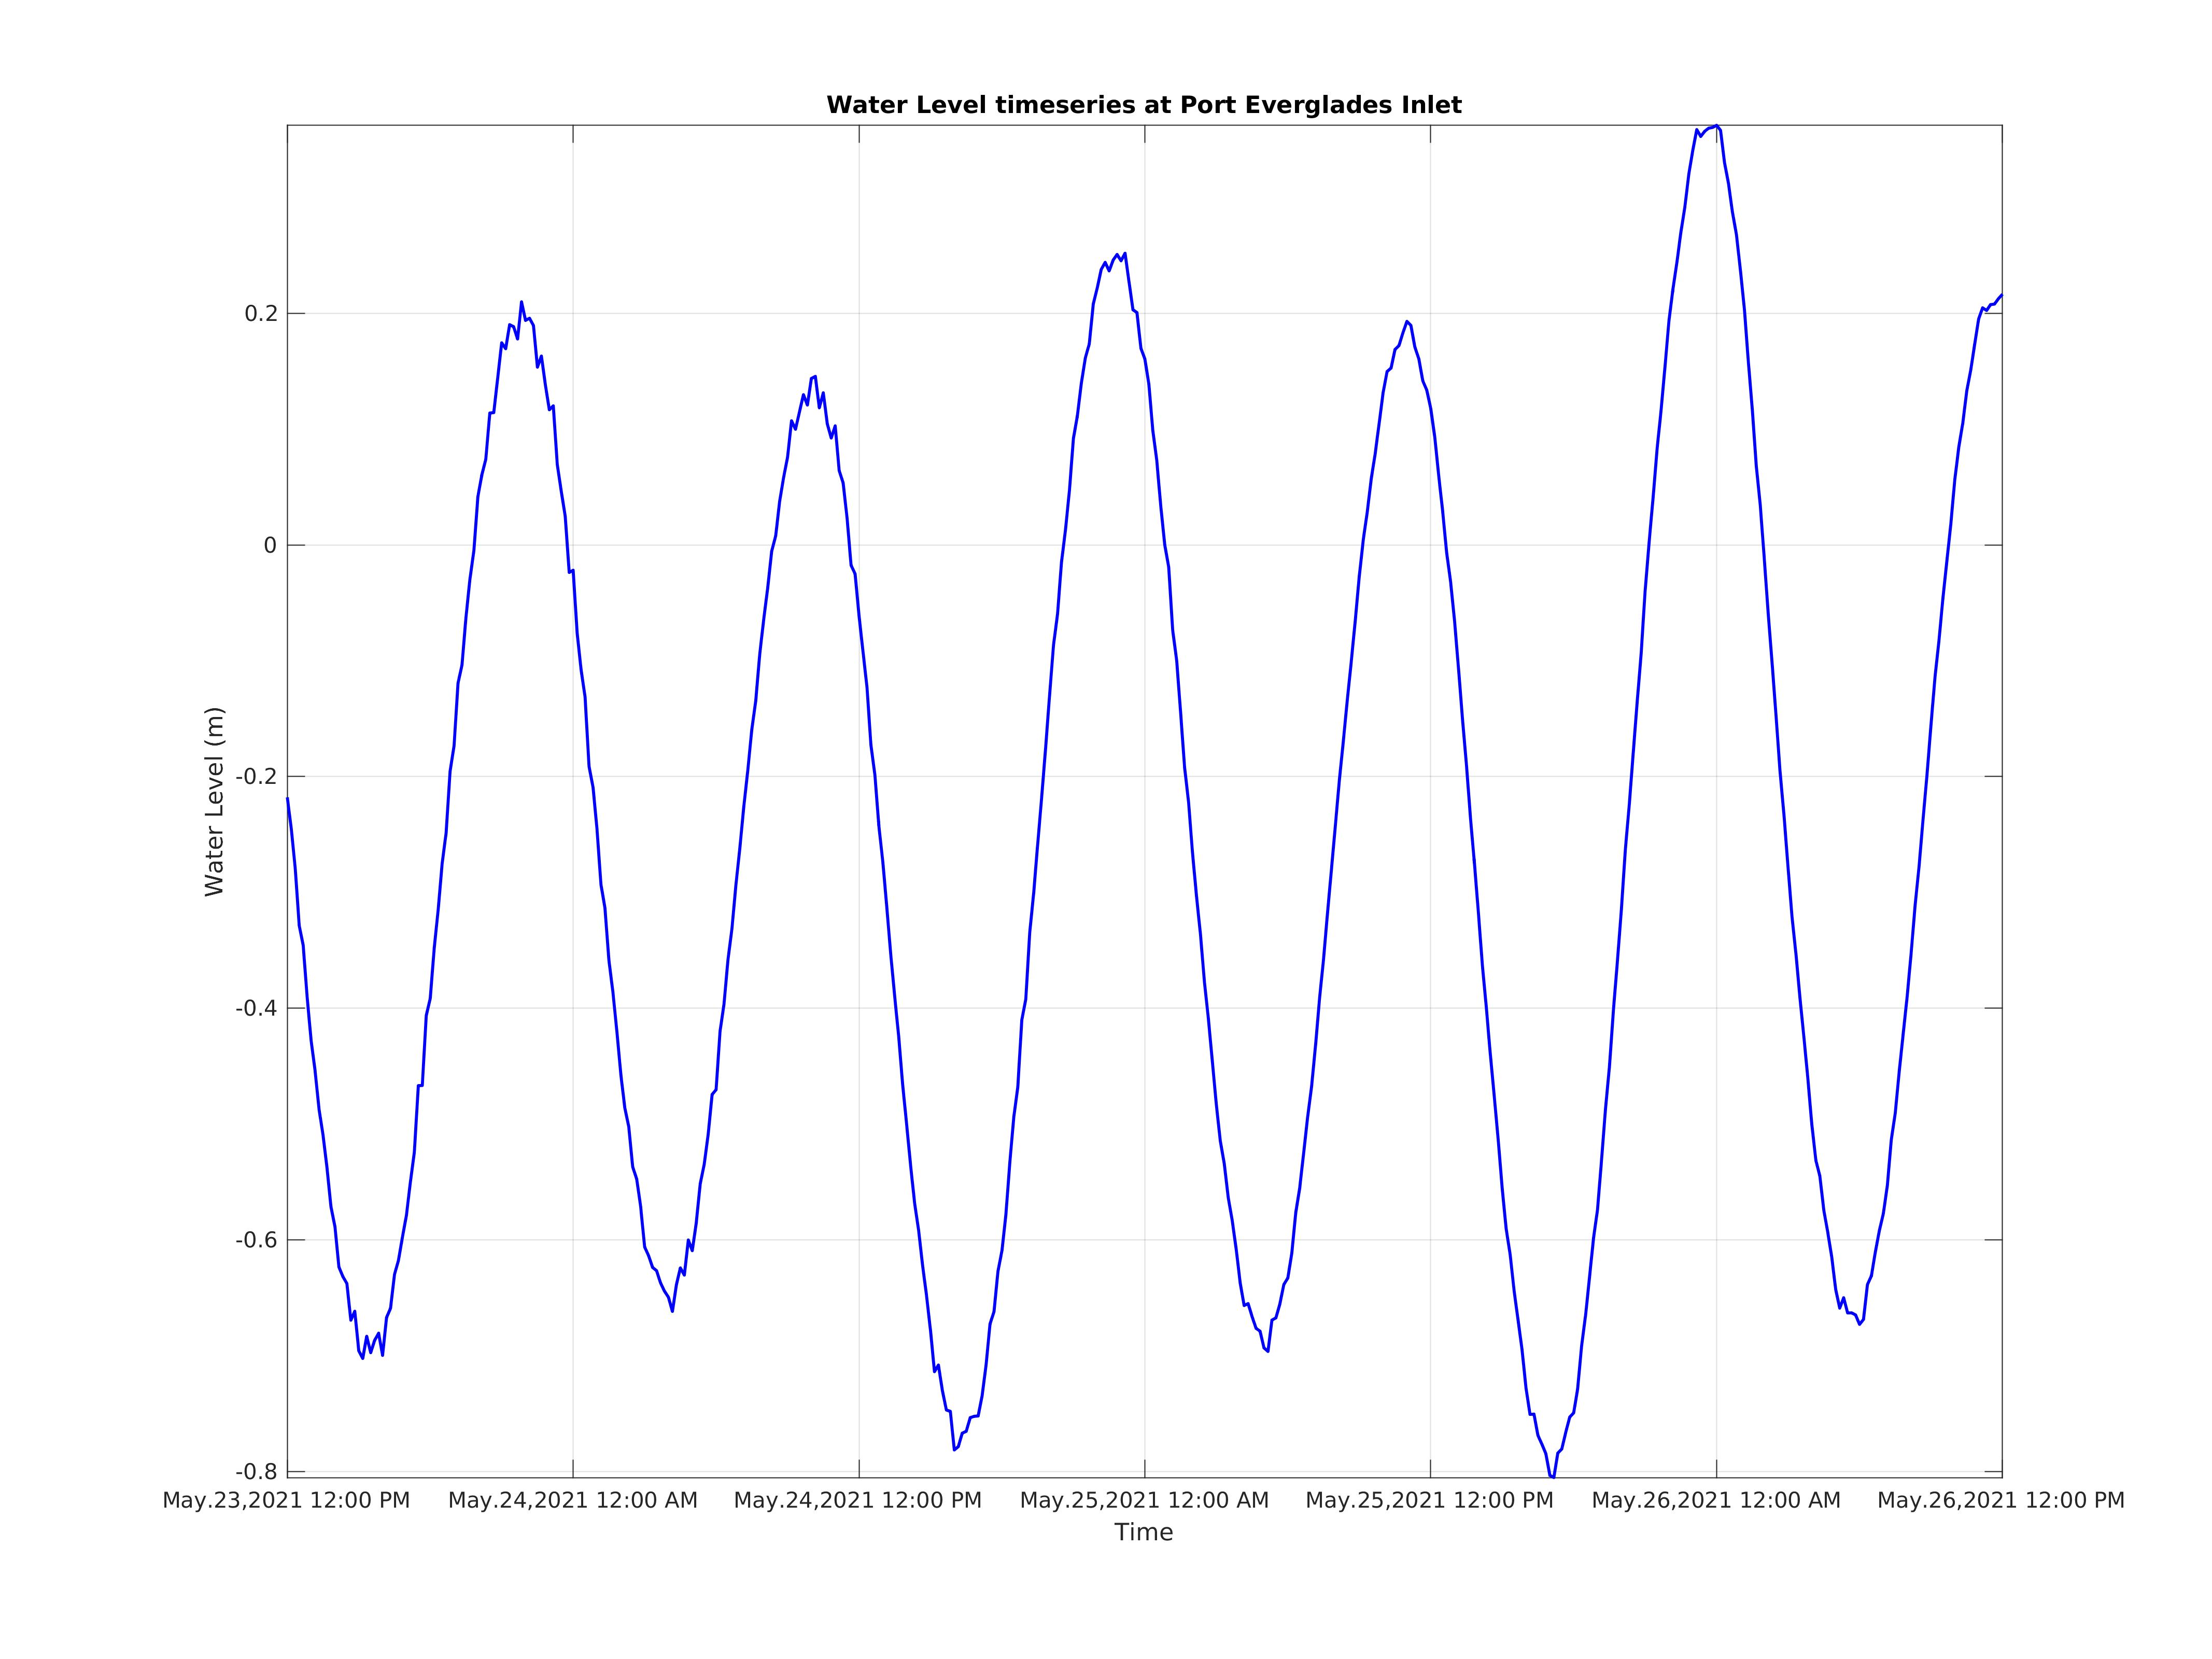 Water Level timeseries at Port Everglades Inlet
0.2
0
-0.2
-0.4
-0.6
-0.8
Water Level (m)
May.23,2021 12:00 PM
May.24,2021 12:00 AM
May.24,2021 12:00 PM
May.25,2021 12:00 AM
May.25,2021 12:00 PM
May.26,2021 12:00 AM
May.26,2021 12:00 PM
Time